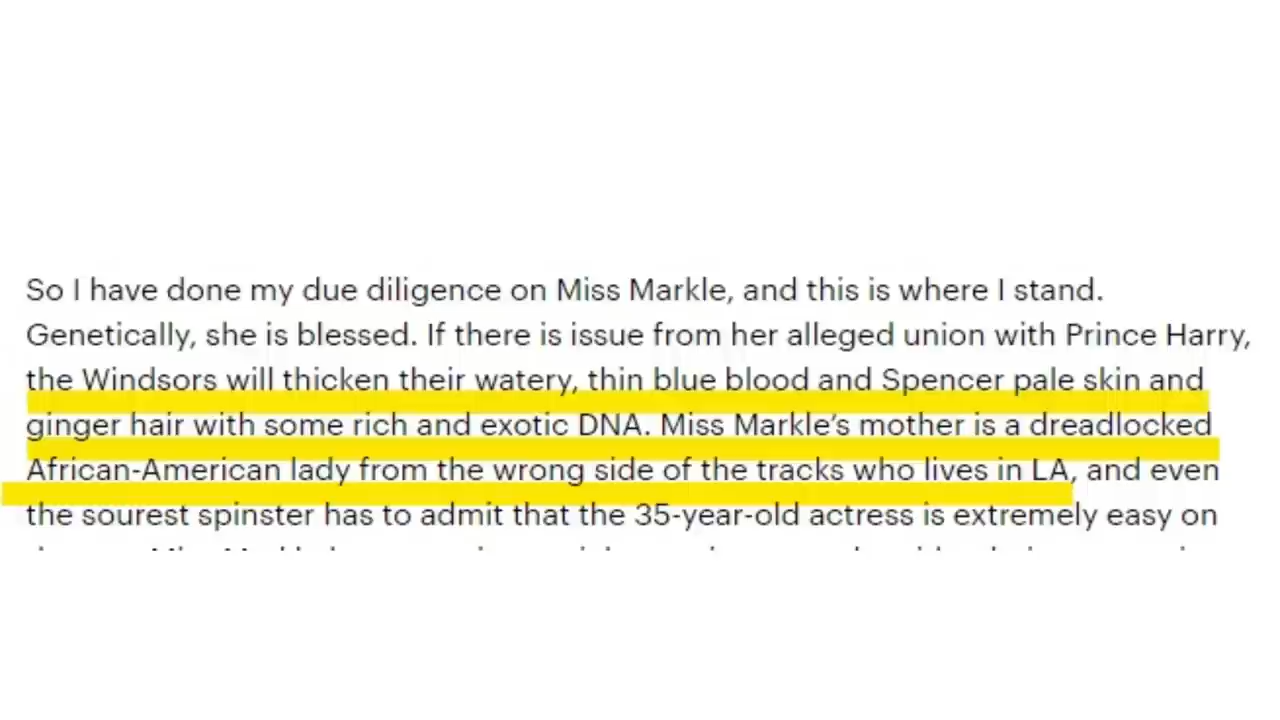 So I have done my due diligence on Miss Markle, and this is where I stand.
Genetically, she is blessed. If there is issue from her alleged union with Prince Harry,
the Windsors will thicken their watery, thin blue blood and Spencer pale skin and
ginger hair with some rich and exotic DNA. Miss Markle’s mother is a dreadlocked
African-American lady from the wrong side of the tracks who lives in LA, and even
the sourest spinster has to admit that the 35-year-old actress is extremely easy on